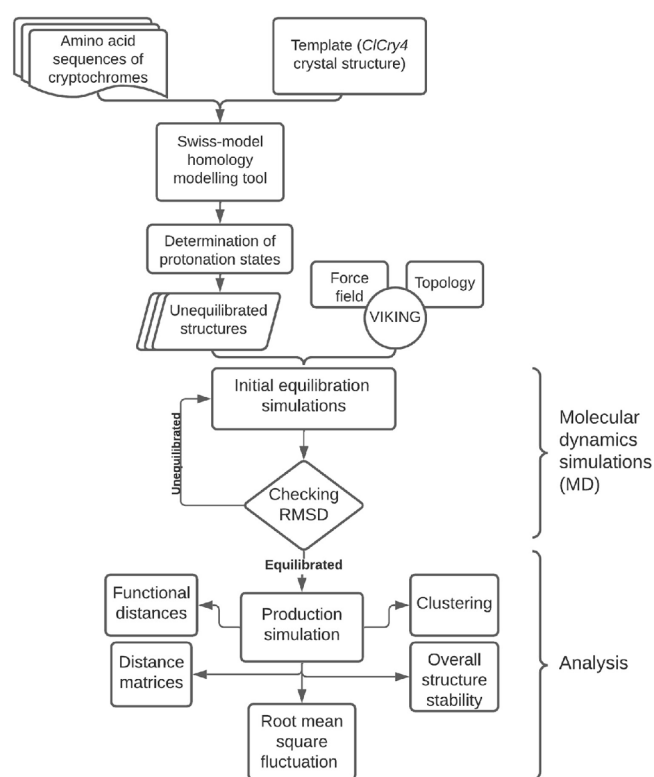 Amino acid
sequences of
cryptochromes
Template (ClCry4
crystal structure)
Swiss-model
homology
modelling tool
Determination of
protonation states
Unequilibrated
structures
Force
field
Topology
VIKING
Initial equilibration
simulations
Unequilibrated
Checking
RMSD
Equilibrated
Molecular
dynamics
simulations
(MD)
Functional
distances
Production
simulation
Clustering
Distance
matrices
Overall
structure
stability
Root mean
square
fluctuation
Analysis